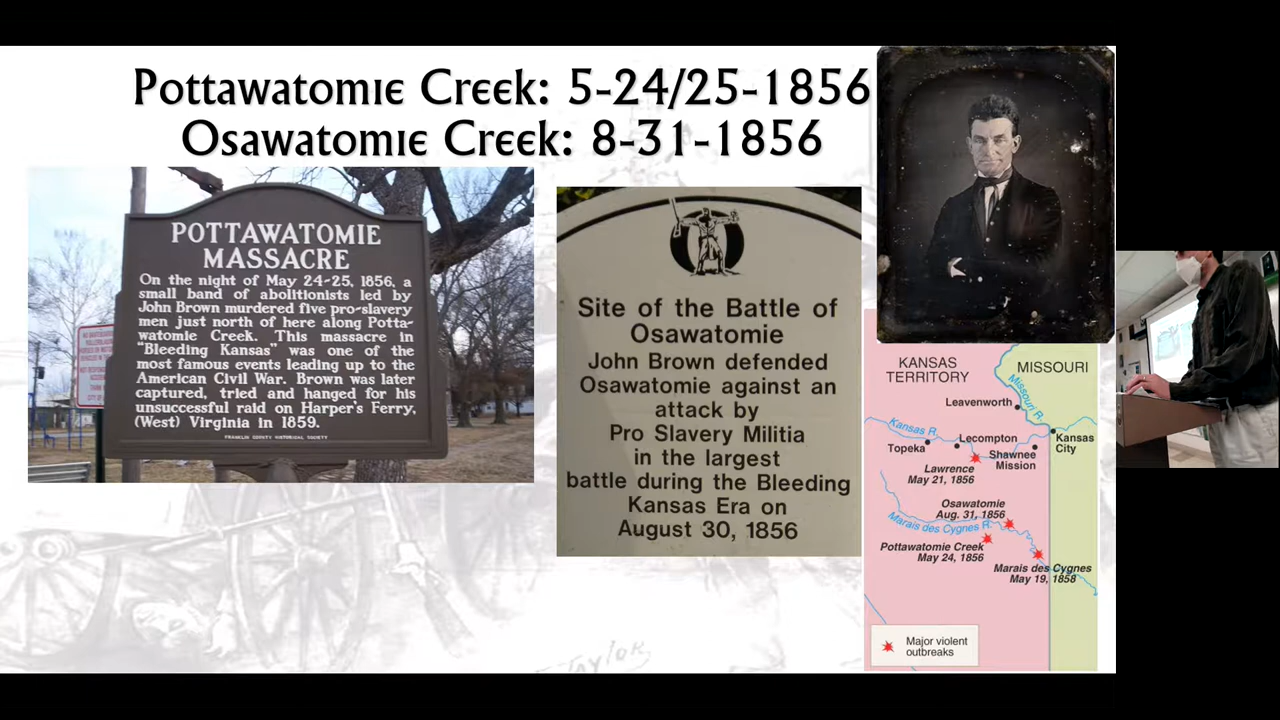 Pottawatomie Creek: 5-24/25-1856
Osawatomie Creek: 8-31-1856
POTTAWATOMIE
MASSACRE
On the night of May 24-25, 1856, a
small band of abolitionists led by
John Brown murdered five pro-slavery
men just north of here along Potta-
watomie Creek. This massacre in
"Bleeding Kansas" was one of the
most famous events leading up to the
American Civil War. Brown was later
captured, tried and hanged for his
unsuccessful raid on Harper's Ferry,
(West) Virginia in 1859.
FRANKLIN COUNTY HISTORICAL SOCIETY
Site of the Battle of
Osawatomie
John Brown defended
Osawatomie against an
attack by
Pro Slavery Militia
in the largest
battle during the Bleeding
Kansas Era on
August 30, 1856
KANSAS
TERRITORY
MISSOURI
Missouri R.
Leavenworth
Kansas R.
Topeka
Lecompton
Shawnee
Mission
Kansas
City
Lawrence
May 21, 1856
Osawatomie
Aug. 31, 1856
Marais des Cygnes R.
Pottawatomie Creek
May 24, 1856
Marais des Cygnes
May 19, 1858
Major violent
outbreaks
Taylor